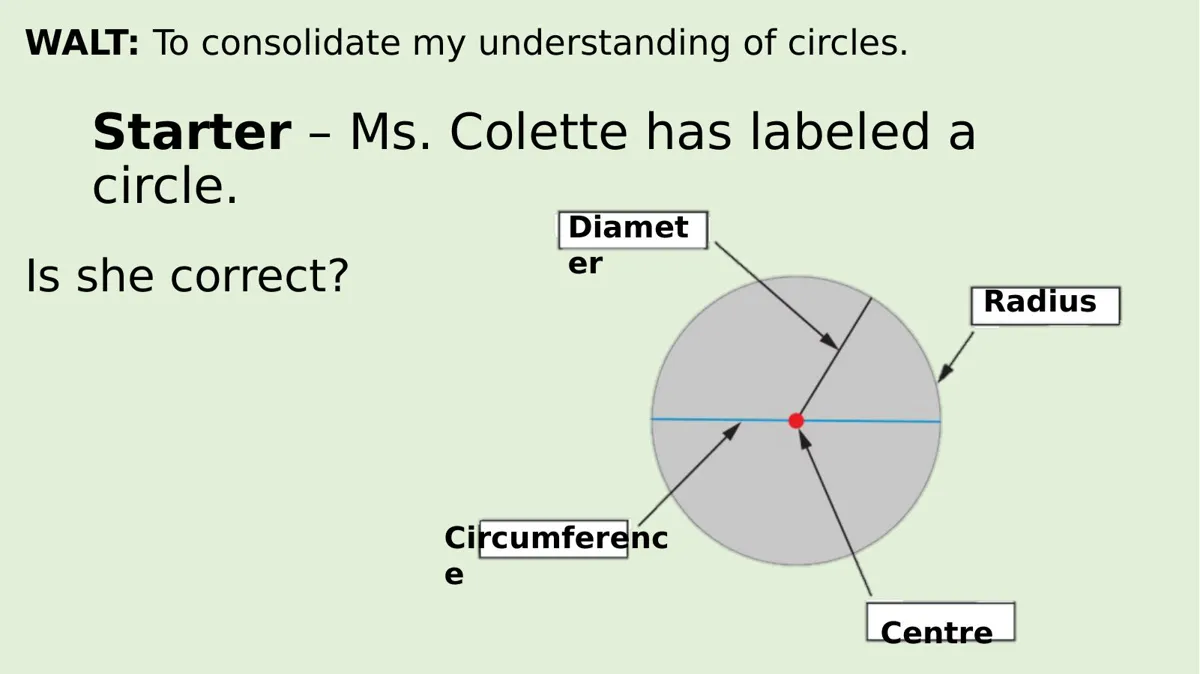 WALT: To consolidate my understanding of circles.
Starter – Ms. Colette has labeled a
circle.
Is she correct?
Diamet
er
Radius
Circumferenc
e
Centre